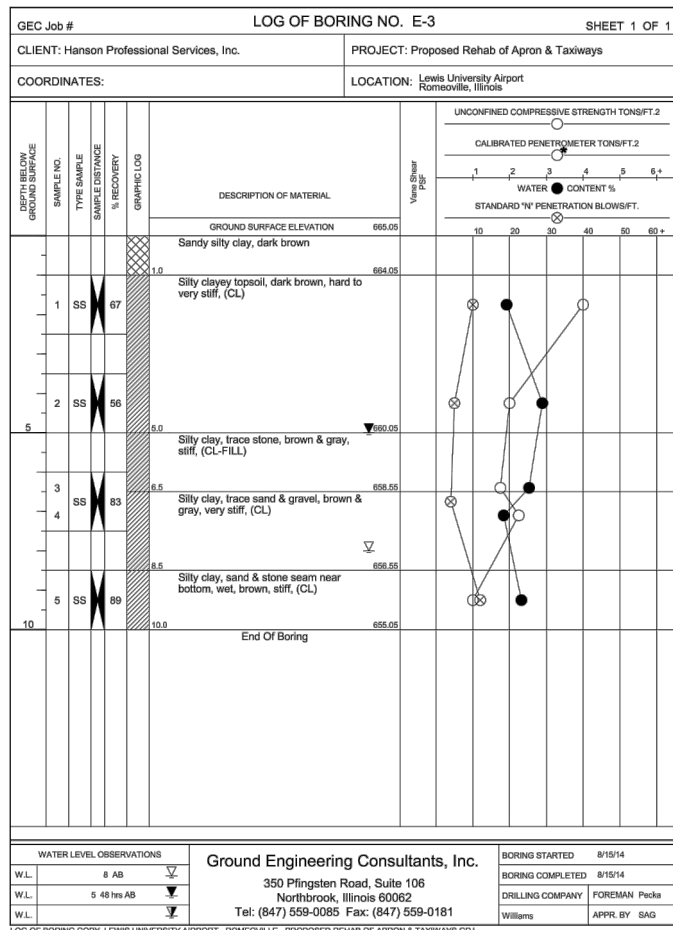 GEC Job #
LOG OF BORING NO. E-3
SHEET 1 OF 1
CLIENT: Hanson Professional Services, Inc.
PROJECT: Proposed Rehab of Apron & Taxiways
COORDINATES:
LOCATION: Lewis University Airport
Romeoville, Illinois
DEPTH BELOW
GROUND SURFACE
SAMPLE NO.
TYPE SAMPLE
SAMPLE DISTANCE
% RECOVERY
GRAPHIC LOG
DESCRIPTION OF MATERIAL
GROUND SURFACE ELEVATION 665.05
Vane Shear
PSF
UNCONFINED COMPRESSIVE STRENGTH TONS/FT.2
CALIBRATED PENETROMETER TONS/FT.2
*
1 2 3 4 5 6+
WATER CONTENT %
STANDARD "N" PENETRATION BLOWS/FT.
10 20 30 40 50 60 +
Sandy silty clay, dark brown
1.0 664.05
Silty clayey topsoil, dark brown, hard to
very stiff, (CL)
1 SS 67
2 SS 56
5 5.0 660.05
Silty clay, trace stone, brown & gray,
stiff, (CL-FILL)
3
6.5 658.55
SS 83
Silty clay, trace sand & gravel, brown &
gray, very stiff, (CL)
4
8.5 656.55
Silty clay, sand & stone seam near
bottom, wet, brown, stiff, (CL)
5 SS 89
10 10.0 655.05
End Of Boring
WATER LEVEL OBSERVATIONS
W.L. 8 AB
W.L. 5 48 hrs AB
W.L.
Ground Engineering Consultants, Inc.
350 Pfingsten Road, Suite 106
Northbrook, Illinois 60062
Tel: (847) 559-0085 Fax: (847) 559-0181
BORING STARTED 8/15/14
BORING COMPLETED 8/15/14
DRILLING COMPANY FOREMAN Pecka
Williams APPR. BY SAG